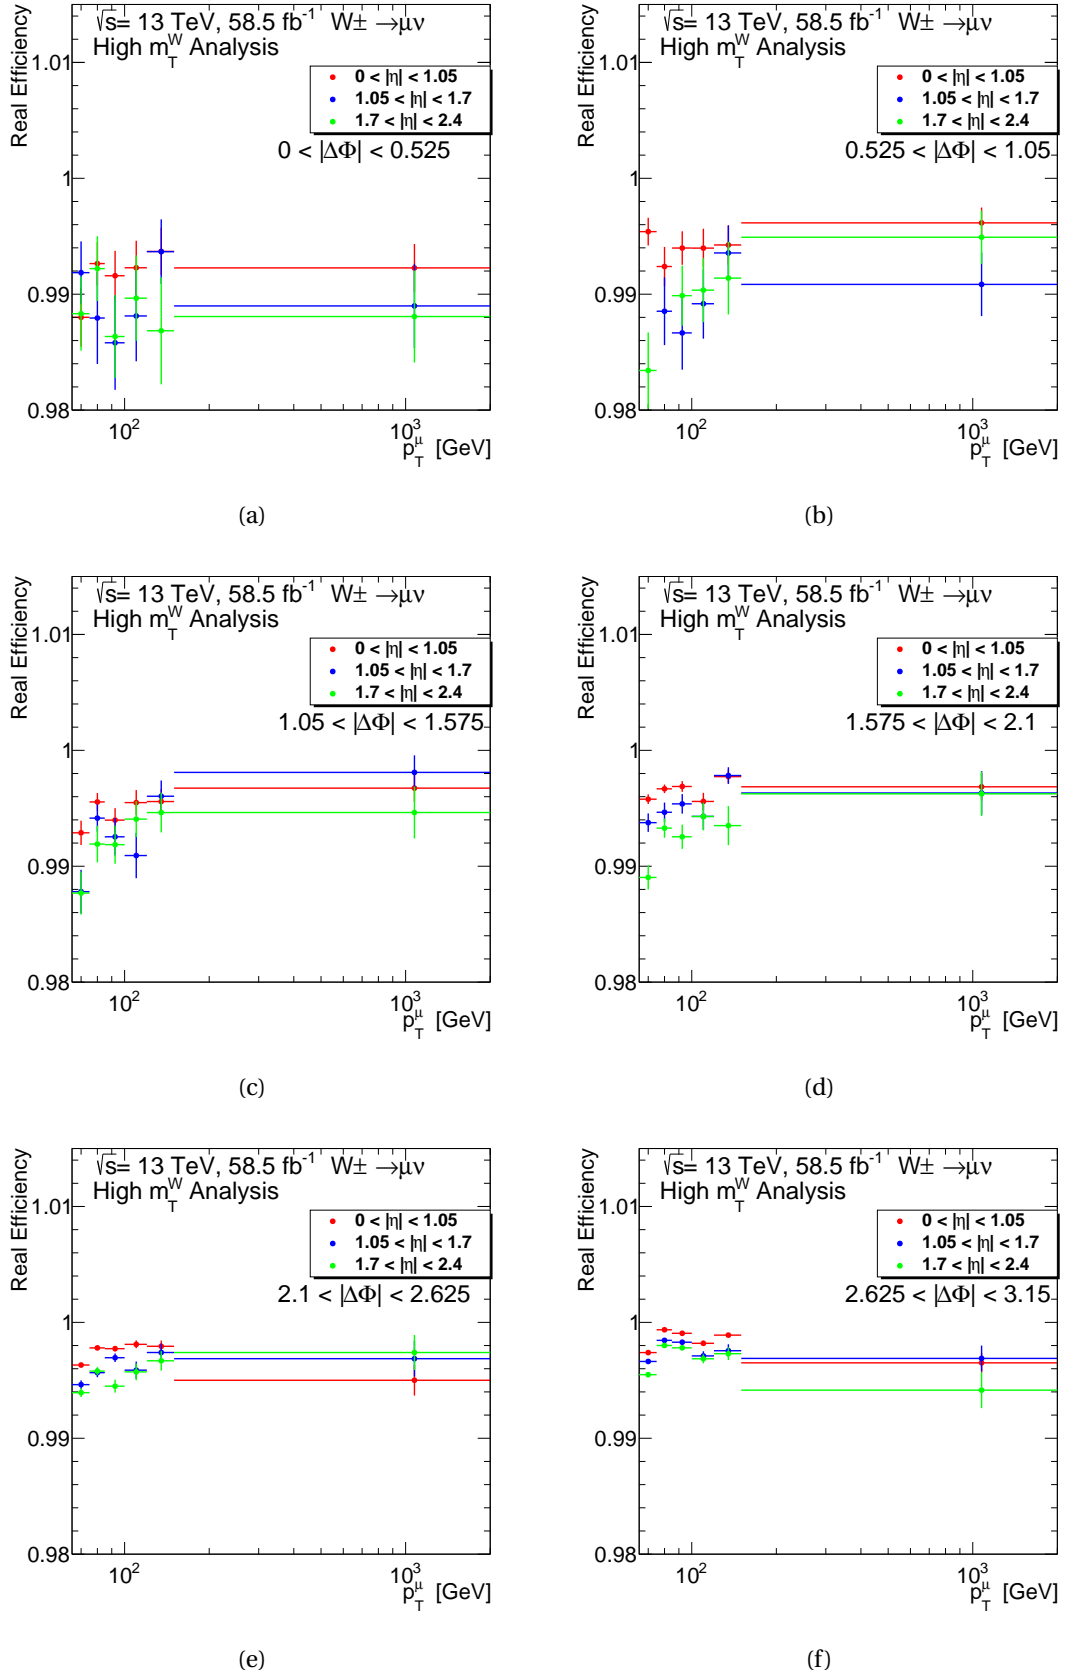 √s= 13 TeV, 58.5 fb⁻¹ W± →μν
High m_T^W Analysis
Real Efficiency
1.01
1
0.99
0.98
0 < |η| < 1.05
1.05 < |η| < 1.7
1.7 < |η| < 2.4
0 < |ΔΦ| < 0.525
10² 10³
p_T^μ [GeV]
(a)
√s= 13 TeV, 58.5 fb⁻¹ W± →μν
High m_T^W Analysis
Real Efficiency
1.01
1
0.99
0.98
0 < |η| < 1.05
1.05 < |η| < 1.7
1.7 < |η| < 2.4
0.525 < |ΔΦ| < 1.05
10² 10³
p_T^μ [GeV]
(b)
√s= 13 TeV, 58.5 fb⁻¹ W± →μν
High m_T^W Analysis
Real Efficiency
1.01
1
0.99
0.98
0 < |η| < 1.05
1.05 < |η| < 1.7
1.7 < |η| < 2.4
1.05 < |ΔΦ| < 1.575
10² 10³
p_T^μ [GeV]
(c)
√s= 13 TeV, 58.5 fb⁻¹ W± →μν
High m_T^W Analysis
Real Efficiency
1.01
1
0.99
0.98
0 < |η| < 1.05
1.05 < |η| < 1.7
1.7 < |η| < 2.4
1.575 < |ΔΦ| < 2.1
10² 10³
p_T^μ [GeV]
(d)
√s= 13 TeV, 58.5 fb⁻¹ W± →μν
High m_T^W Analysis
Real Efficiency
1.01
1
0.99
0.98
0 < |η| < 1.05
1.05 < |η| < 1.7
1.7 < |η| < 2.4
2.1 < |ΔΦ| < 2.625
10² 10³
p_T^μ [GeV]
(e)
√s= 13 TeV, 58.5 fb⁻¹ W± →μν
High m_T^W Analysis
Real Efficiency
1.01
1
0.99
0.98
0 < |η| < 1.05
1.05 < |η| < 1.7
1.7 < |η| < 2.4
2.625 < |ΔΦ| < 3.15
10² 10³
p_T^μ [GeV]
(f)